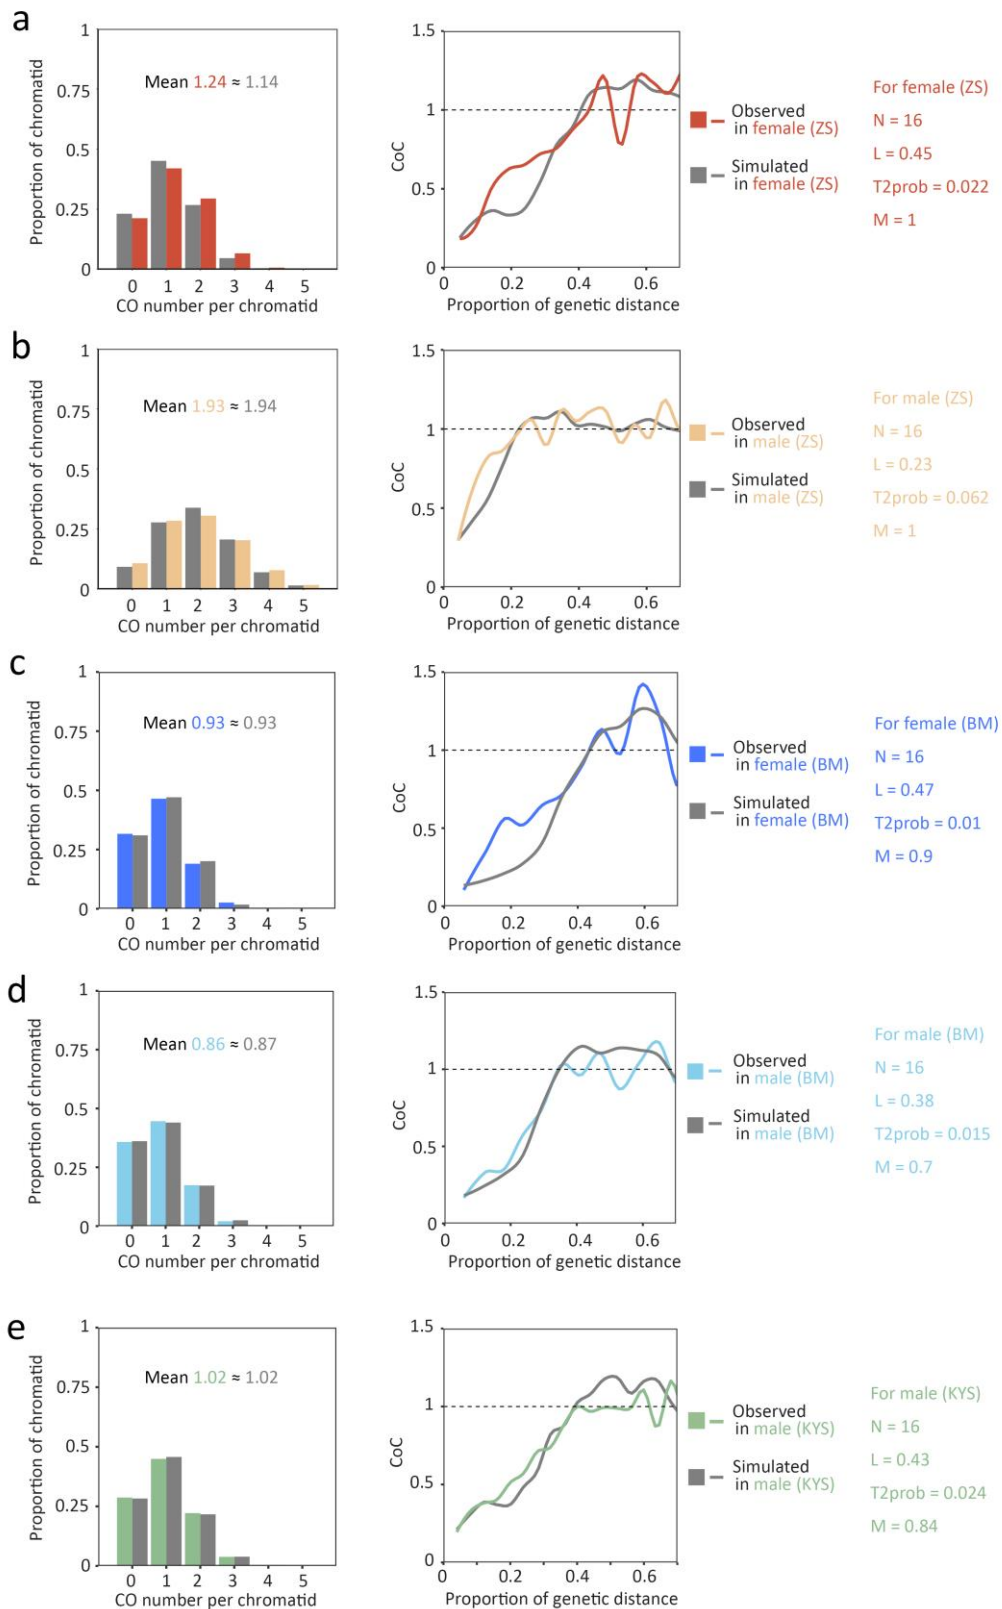 a
Proportion of chromatid
1
0.75
0.5
0.25
0
Mean 1.24 ≈ 1.14
0 1 2 3 4 5
CO number per chromatid
CoC
1.5
1
0.5
0
0 0.2 0.4 0.6
Proportion of genetic distance
Observed
in female (ZS)
Simulated
in female (ZS)
For female (ZS)
N = 16
L = 0.45
T2prob = 0.022
M = 1
b
Proportion of chromatid
1
0.75
0.5
0.25
0
Mean 1.93 ≈ 1.94
0 1 2 3 4 5
CO number per chromatid
CoC
1.5
1
0.5
0
0 0.2 0.4 0.6
Proportion of genetic distance
Observed
in male (ZS)
Simulated
in male (ZS)
For male (ZS)
N = 16
L = 0.23
T2prob = 0.062
M = 1
c
Proportion of chromatid
1
0.75
0.5
0.25
0
Mean 0.93 ≈ 0.93
0 1 2 3 4 5
CO number per chromatid
CoC
1.5
1
0.5
0
0 0.2 0.4 0.6
Proportion of genetic distance
Observed
in female (BM)
Simulated
in female (BM)
For female (BM)
N = 16
L = 0.47
T2prob = 0.01
M = 0.9
d
Proportion of chromatid
1
0.75
0.5
0.25
0
Mean 0.86 ≈ 0.87
0 1 2 3 4 5
CO number per chromatid
CoC
1.5
1
0.5
0
0 0.2 0.4 0.6
Proportion of genetic distance
Observed
in male (BM)
Simulated
in male (BM)
For male (BM)
N = 16
L = 0.38
T2prob = 0.015
M = 0.7
e
Proportion of chromatid
1
0.75
0.5
0.25
0
Mean 1.02 ≈ 1.02
0 1 2 3 4 5
CO number per chromatid
CoC
1.5
1
0.5
0
0 0.2 0.4 0.6
Proportion of genetic distance
Observed
in male (KYS)
Simulated
in male (KYS)
For male (KYS)
N = 16
L = 0.43
T2prob = 0.024
M = 0.84